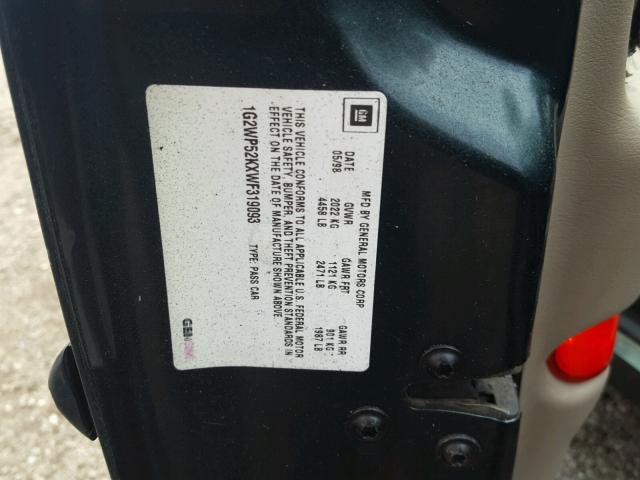 GM
MFD BY GENERAL MOTORS CORP
DATE GVWR GAWR FRT GAWR RR
05/98 2022 KG 1121 KG 901 KG
4458 LB 2471 LB 1987 LB
THIS VEHICLE CONFORMS TO ALL APPLICABLE U.S. FEDERAL MOTOR
VEHICLE SAFETY, BUMPER, AND THEFT PREVENTION STANDARDS IN
EFFECT ON THE DATE OF MANUFACTURE SHOWN ABOVE.
1G2WP52KXWF319093 TYPE: PASS CAR